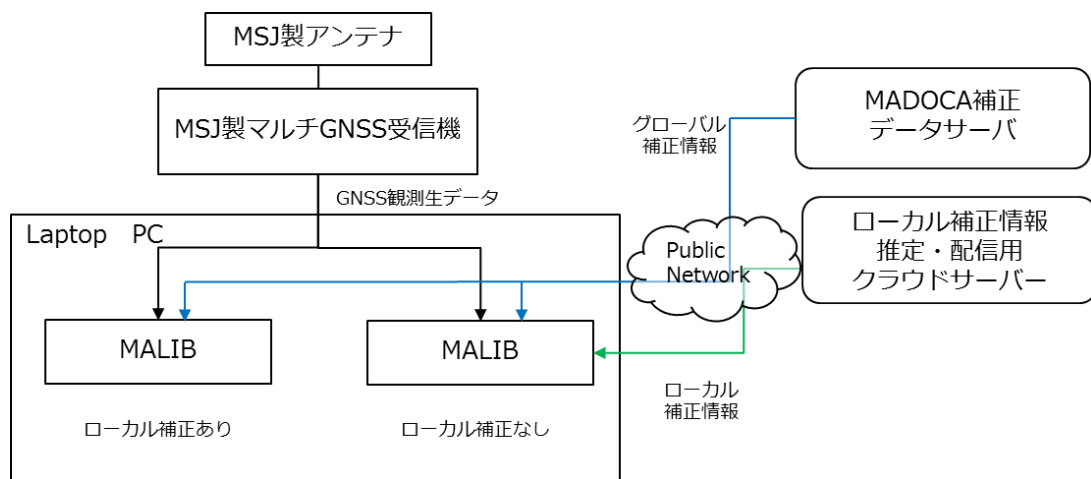 MSJ製アンテナ
MSJ製マルチGNSS受信機
GNSS観測生データ
グローバル
補正情報
MADOCA補正
データサーバ
Laptop PC
Public
Network
ローカル補正情報
推定・配信用
クラウドサーバー
MALIB
MALIB
ローカル補正あり
ローカル補正なし
ローカル
補正情報